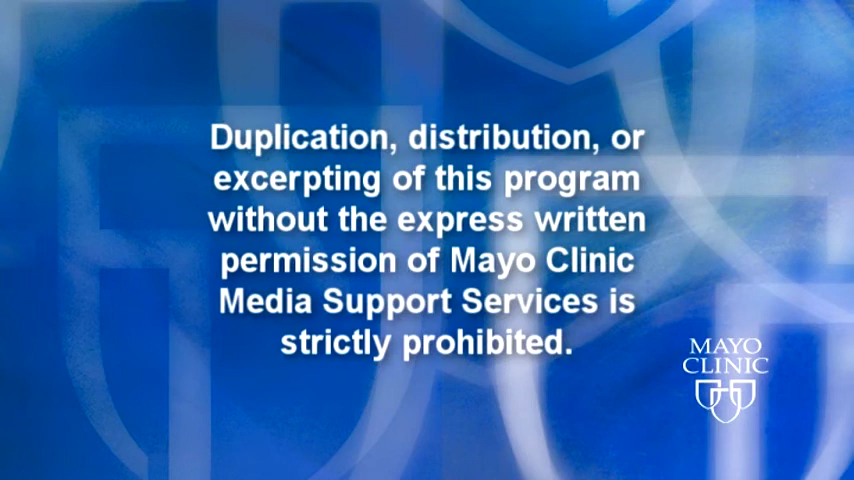 Duplication, distribution, or
excerpting of this program
without the express written
permission of Mayo Clinic
Media Support Services is
strictly prohibited.
MAYO
CLINIC